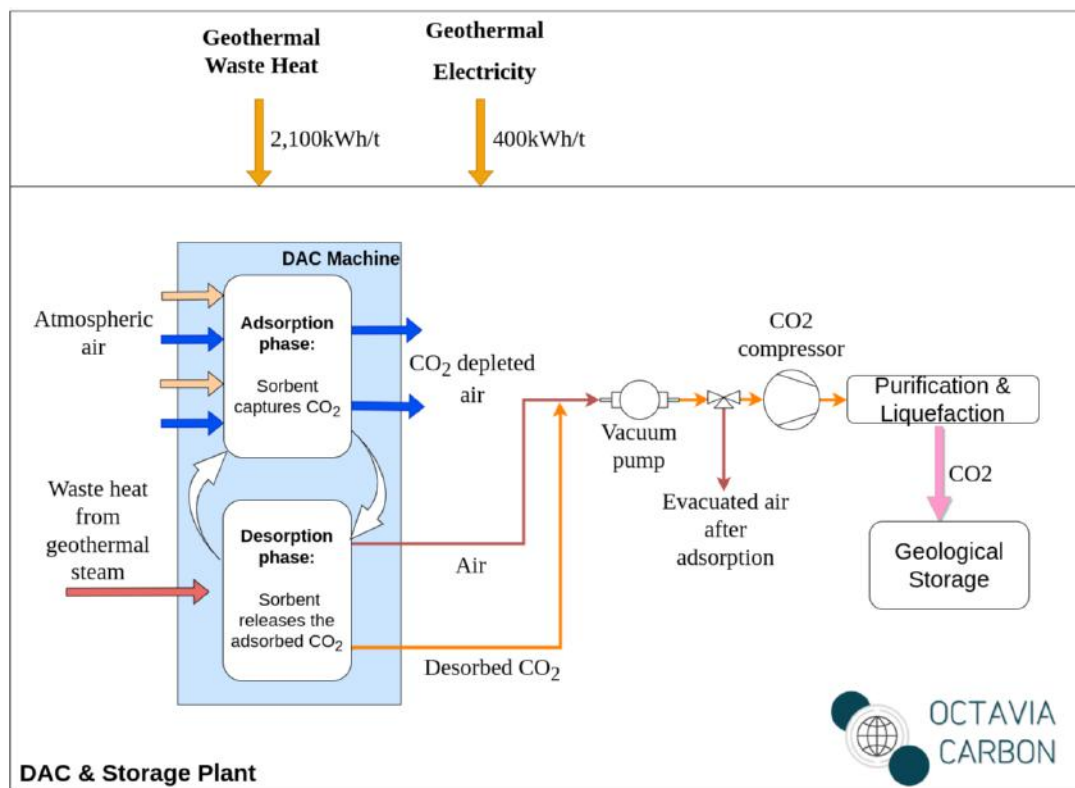 Geothermal
Waste Heat
Geothermal
Electricity
2,100kWh/t
400kWh/t
DAC Machine
Atmospheric
air
Adsorption
phase:
Sorbent
captures CO2
CO2 depleted
air
Waste heat
from
geothermal
steam
Desorption
phase:
Sorbent
releases the
adsorbed CO2
Air
Desorbed CO2
Vacuum
pump
Evacuated air
after
adsorption
CO2
compressor
Purification &
Liquefaction
CO2
Geological
Storage
OCTAVIA
CARBON
DAC & Storage Plant